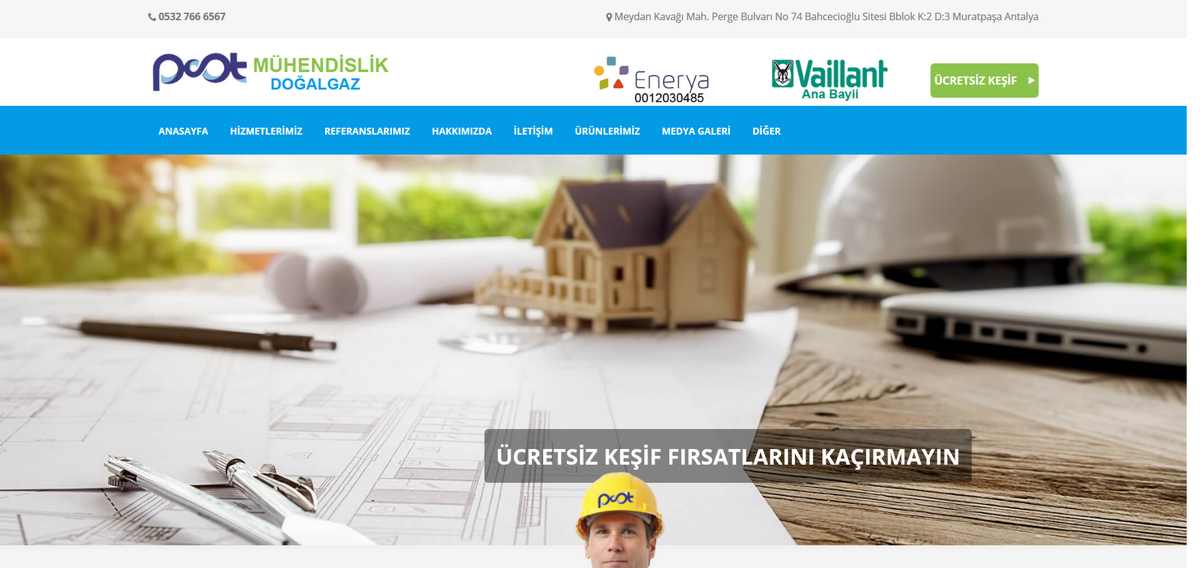 0532 766 6567
Meydan Kavağı Mah. Perge Bulvarı No 74 Bahcecioğlu Sitesi Bblok K:2 D:3 Muratpaşa Antalya
poot MÜHENDİSLİK
DOĞALGAZ
Enerya
0012030485
Vaillant
Ana Bayii
ÜCRETSİZ KEŞİF
ANASAYFA HİZMETLERİMİZ REFERANSLARIMIZ HAKKIMIZDA İLETİŞİM ÜRÜNLERİMİZ MEDYA GALERİ DİĞER
ÜCRETSİZ KEŞİF FIRSATLARINI KAÇIRMAYIN
poot